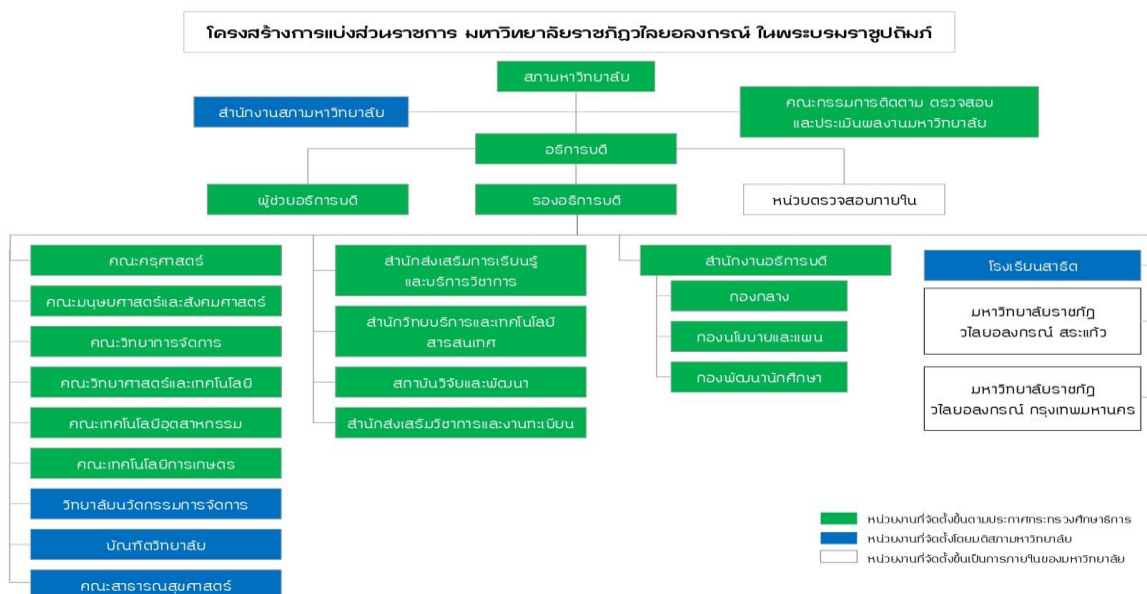 โครงสร้างการแบ่งส่วนราชการ มหาวิทยาลัยราชภัฏวไลยอลงกรณ์ ในพระบรมราชูปถัมภ์
สภามหาวิทยาลัย
สำนักงานสภามหาวิทยาลัย
คณะกรรมการติดตาม ตรวจสอบ
และประเมินผลงานมหาวิทยาลัย
อธิการบดี
ผู้ช่วยอธิการบดี
รองอธิการบดี
หน่วยตรวจสอบภายใน
คณะครุศาสตร์
คณะมนุษยศาสตร์และสังคมศาสตร์
คณะวิทยาการจัดการ
คณะวิทยาศาสตร์และเทคโนโลยี
คณะเทคโนโลยีอุตสาหกรรม
คณะเทคโนโลยีการเกษตร
วิทยาลัยนวัตกรรมการจัดการ
บัณฑิตวิทยาลัย
คณะสาธารณสุขศาสตร์
สำนักส่งเสริมการเรียนรู้
และบริการวิชาการ
สำนักวิทยบริการและเทคโนโลยี
สารสนเทศ
สถาบันวิจัยและพัฒนา
สำนักส่งเสริมวิชาการและงานทะเบียน
สำนักงานอธิการบดี
กองกลาง
กองนโยบายและแผน
กองพัฒนานักศึกษา
โรงเรียนสาธิต
มหาวิทยาลัยราชภัฏ
วไลยอลงกรณ์ สระแก้ว
มหาวิทยาลัยราชภัฏ
วไลยอลงกรณ์ กรุงเทพมหานคร
หน่วยงานที่จัดตั้งขึ้นตามประกาศกระทรวงศึกษาธิการ
หน่วยงานที่จัดตั้งโดยมติสภามหาวิทยาลัย
หน่วยงานที่จัดตั้งขึ้นเป็นการภายในของมหาวิทยาลัย